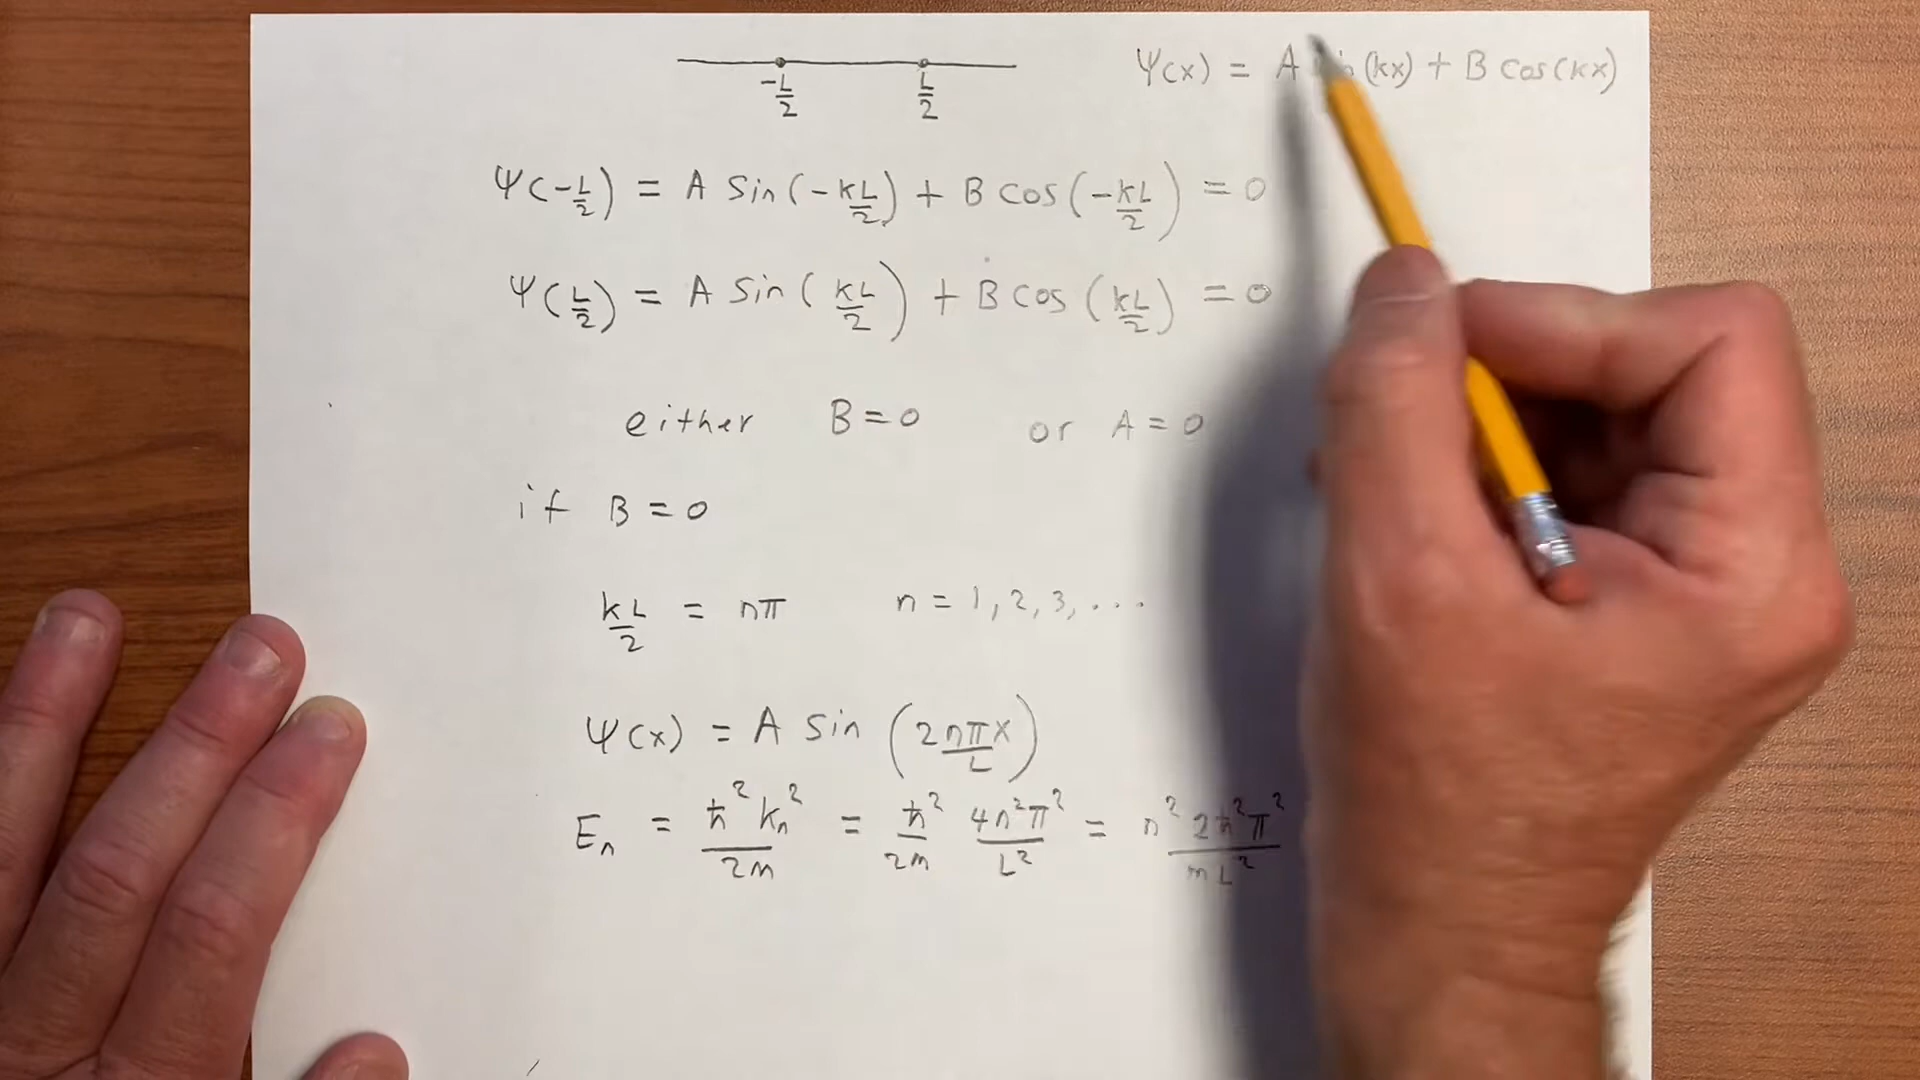 -L/2 L/2 Ψ(x) = A sin(kx) + B cos(kx)
Ψ(-L/2) = A sin(-kL/2) + B cos(-kL/2) = 0
Ψ(L/2) = A sin(kL/2) + B cos(kL/2) = 0
either B = 0 or A = 0
if B = 0
kL/2 = nπ n = 1, 2, 3, ...
Ψ(x) = A sin(2nπx/L)
Eₙ = ħ²kₙ²/2m = ħ²/2m 4n²π²/L² = n² 2ħ²π²/mL²